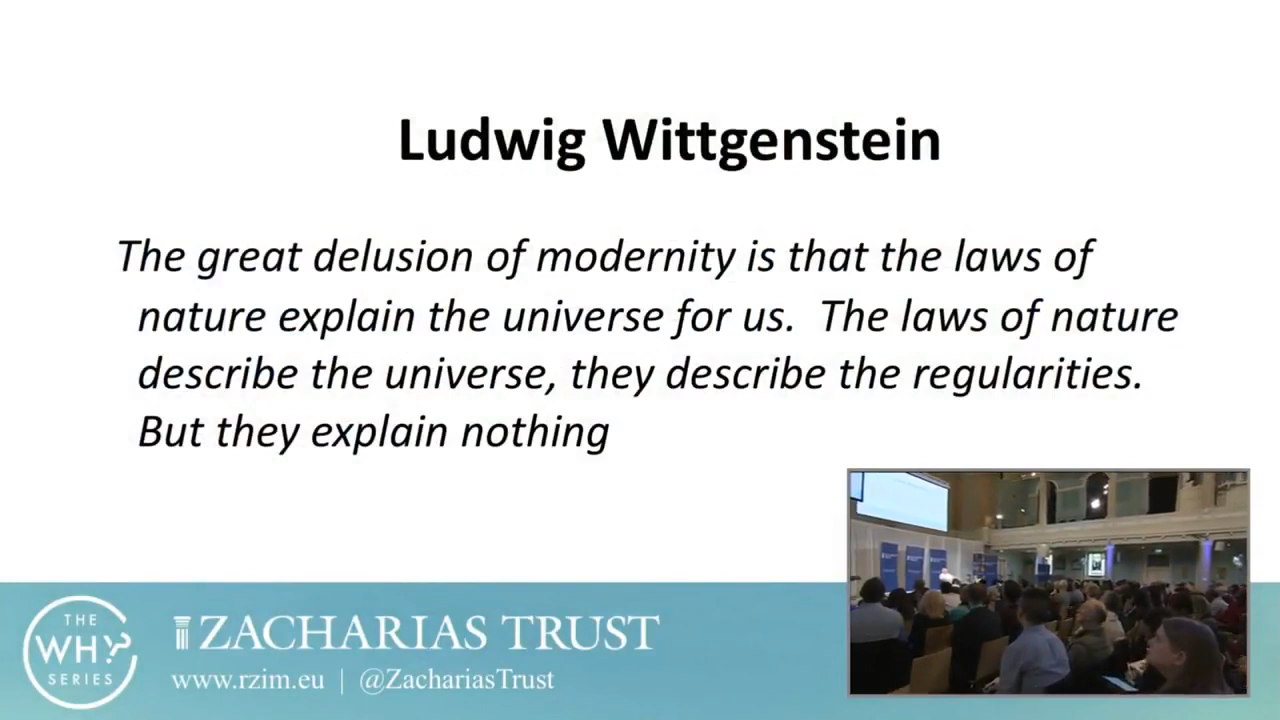 Ludwig Wittgenstein
The great delusion of modernity is that the laws of
nature explain the universe for us.  The laws of nature
describe the universe, they describe the regularities.
But they explain nothing
THE
WHY?
SERIES
ZACHARIAS TRUST
www.rzim.eu | @ZachariasTrust